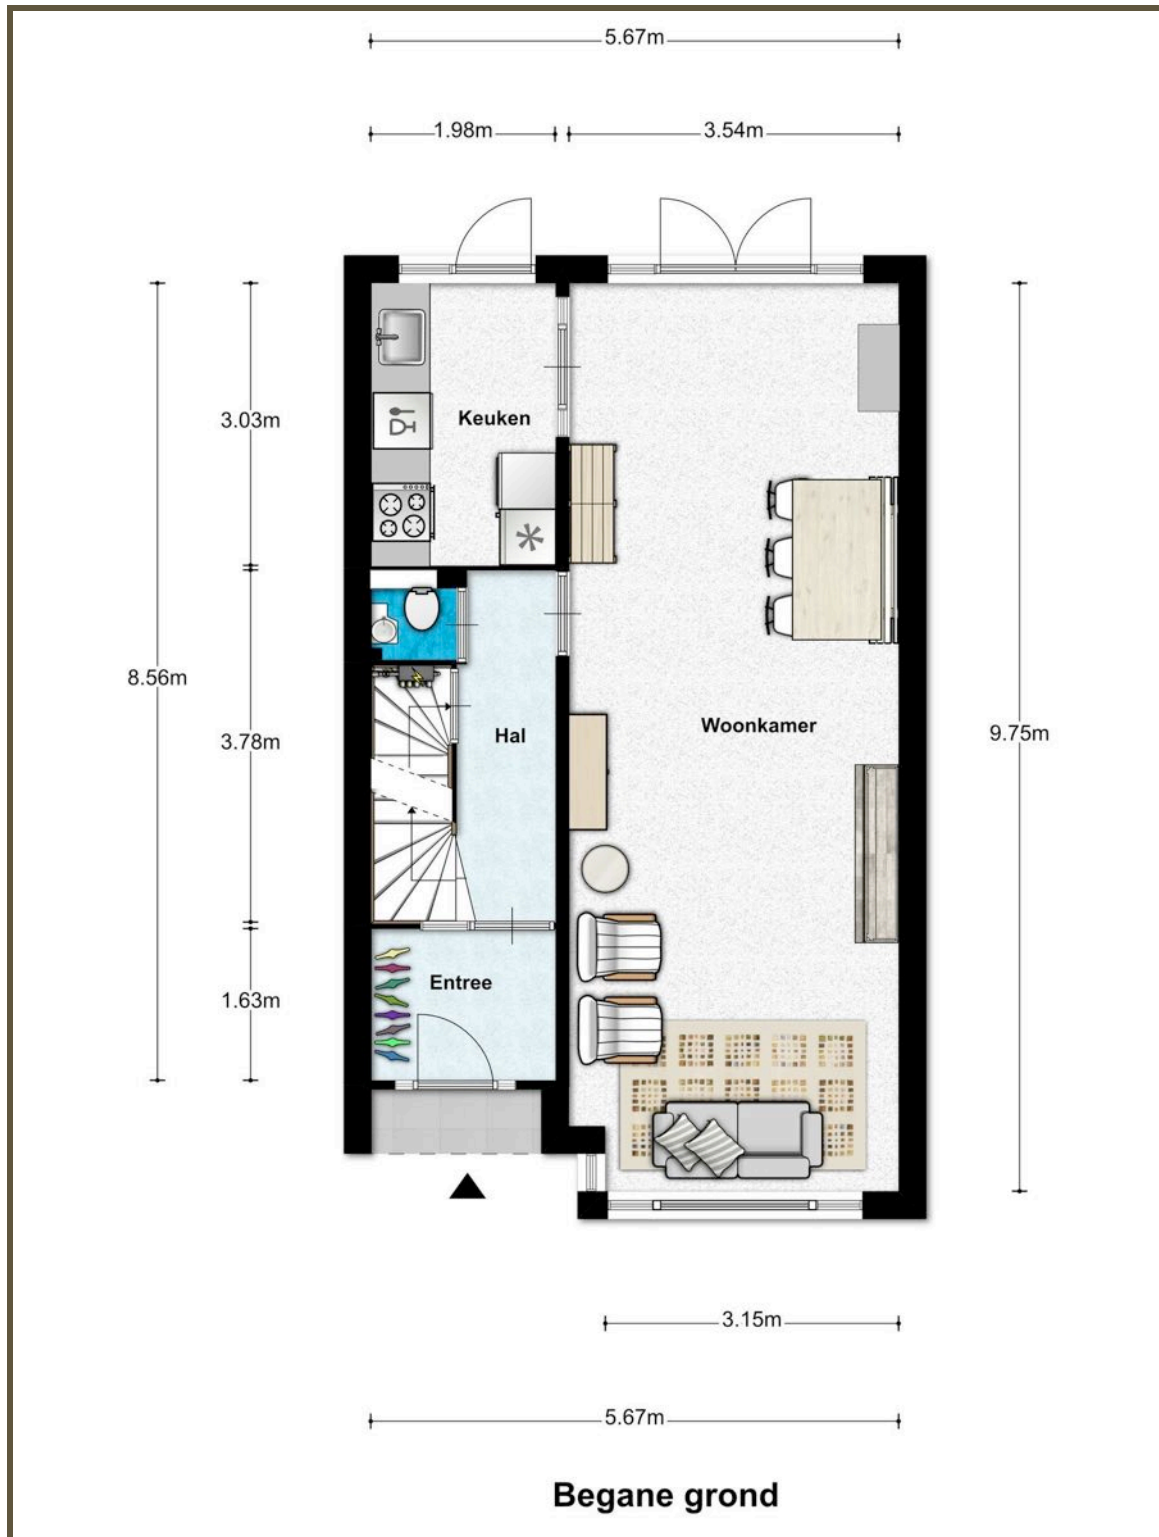 5.67m
1.98m
3.54m
3.03m
Keuken
8.56m
3.78m
Hal
Woonkamer
9.75m
1.63m
Entree
3.15m
5.67m
Begane grond